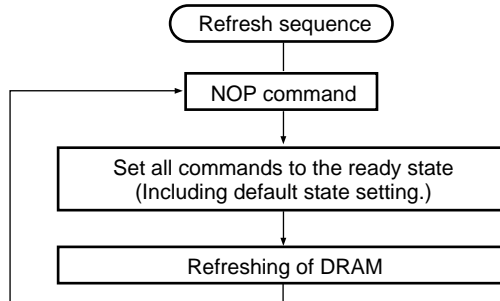 Refresh sequence
NOP command
Set all commands to the ready state
(Including default state setting.)
Refreshing of DRAM